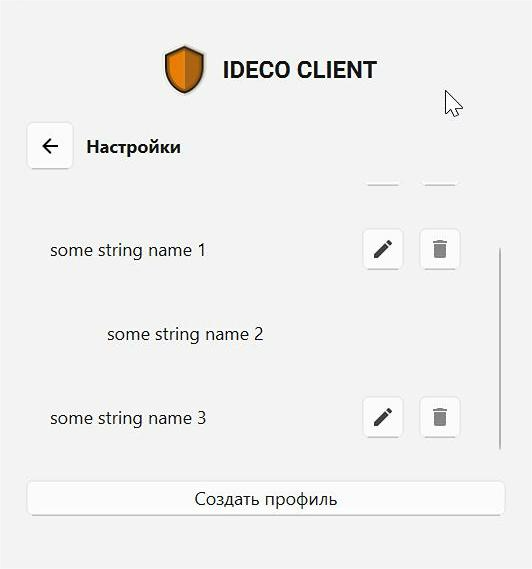 IDECO CLIENT
Настройки
some string name 1
some string name 2
some string name 3
Создать профиль